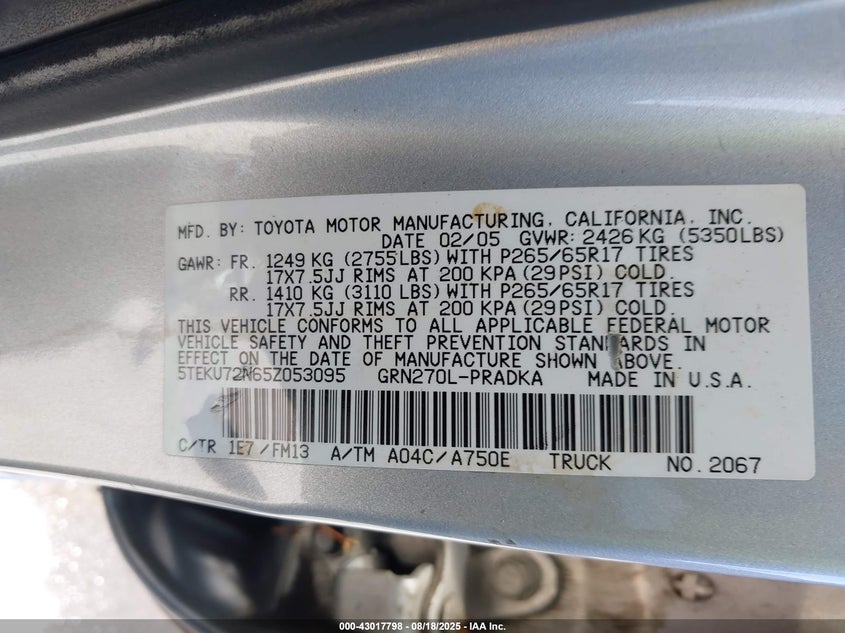 MFD. BY: TOYOTA MOTOR MANUFACTURING, CALIFORNIA, INC.
DATE 02/05 GVWR: 2426 KG (5350LBS)
GAWR: FR. 1249 KG (2755LBS) WITH P265/65R17 TIRES
17X7.5JJ RIMS AT 200 KPA (29PSI) COLD.
RR. 1410 KG (3110 LBS) WITH P265/65R17 TIRES
17X7.5JJ RIMS AT 200 KPA (29PSI) COLD.
THIS VEHICLE CONFORMS TO ALL APPLICABLE FEDERAL MOTOR
VEHICLE SAFETY AND THEFT PREVENTION STANDARDS IN
EFFECT ON THE DATE OF MANUFACTURE SHOWN ABOVE.
5TEKU72N65Z053095 GRN270L-PRADKA MADE IN U.S.A.
C/TR 1E7/FM13 A/TM A04C/A750E TRUCK NO. 2067
000-43017798 - 08/18/2025 - IAA Inc.